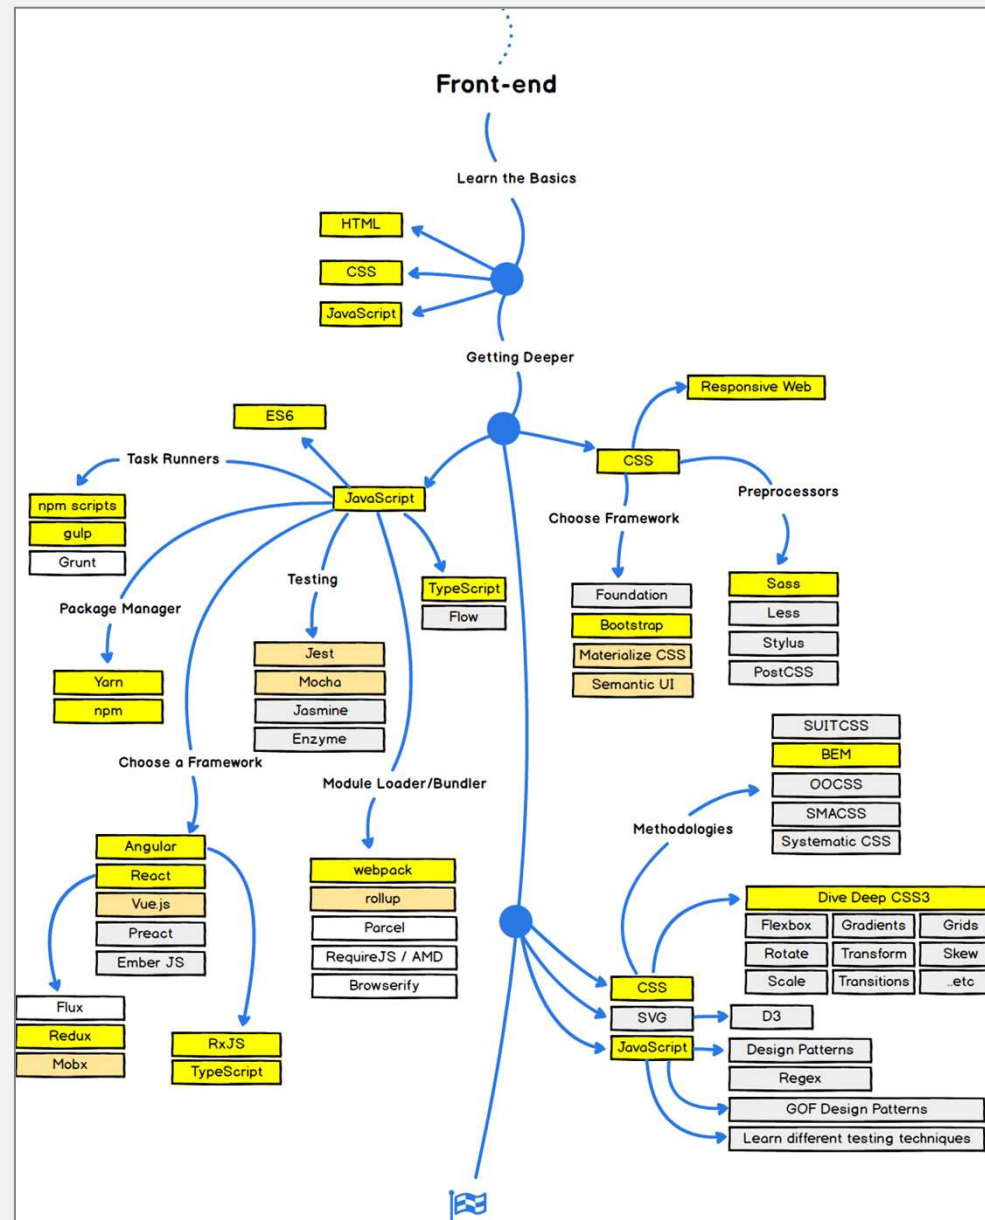 Front-end
Learn the Basics
HTML
CSS
JavaScript
Getting Deeper
Responsive Web
ES6
Task Runners
CSS
JavaScript
Preprocessors
npm scripts
gulp
Grunt
Choose Framework
Testing
TypeScript
Flow
Package Manager
Foundation
Bootstrap
Materialize CSS
Semantic UI
Sass
Less
Stylus
PostCSS
Yarn
npm
Jest
Mocha
Jasmine
Enzyme
Choose a Framework
Module Loader/Bundler
SUITCSS
BEM
OOCSS
SMACSS
Systematic CSS
Methodologies
Angular
React
Vue.js
Preact
Ember JS
webpack
rollup
Parcel
RequireJS / AMD
Browserify
Dive Deep CSS3
Flexbox Gradients Grids
Rotate Transform Skew
Scale Transitions ..etc
Flux
Redux
Mobx
RxJS
TypeScript
CSS
SVG
D3
JavaScript
Design Patterns
Regex
GOF Design Patterns
Learn different testing techniques